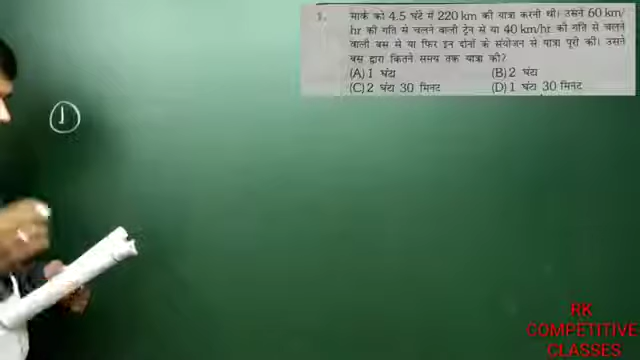 1. मार्क को 4.5 घंटे में 220 km की यात्रा करनी थी। उसने 60 km/
hr की गति से चलने वाली ट्रेन से या 40 km/hr की गति से चलने
वाली बस से या फिर इन दोनों के संयोजन से यात्रा पूरी की। उसने
बस द्वारा कितने समय तक यात्रा की?
(A) 1 घंटा (B) 2 घंटा
(C) 2 घंटा 30 मिनट (D) 1 घंटा 30 मिनट
1
RK
COMPETITIVE
CLASSES